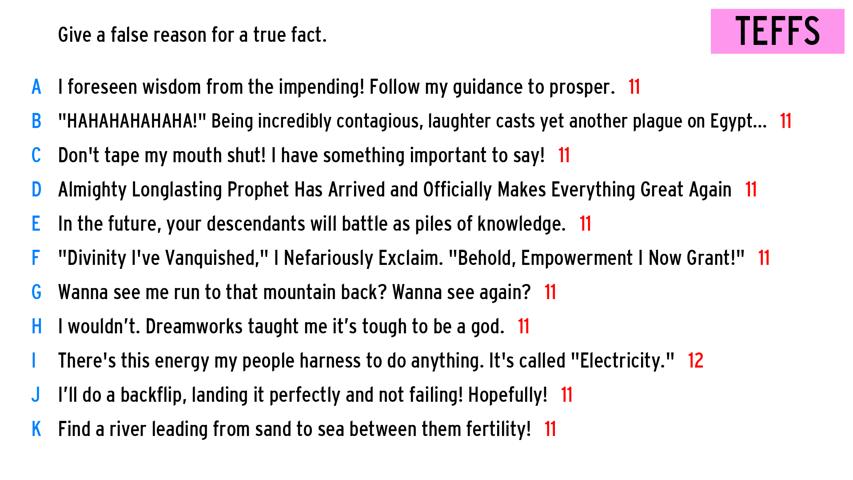 Give a false reason for a true fact.
TEFFS
A I foreseen wisdom from the impending! Follow my guidance to prosper. 11
B "HAHAHAHAHAHA!" Being incredibly contagious, laughter casts yet another plague on Egypt... 11
C Don't tape my mouth shut! I have something important to say! 11
D Almighty Longlasting Prophet Has Arrived and Officially Makes Everything Great Again 11
E In the future, your descendants will battle as piles of knowledge. 11
F "Divinity I've Vanquished," I Nefariously Exclaim. "Behold, Empowerment I Now Grant!" 11
G Wanna see me run to that mountain back? Wanna see again? 11
H I wouldn’t. Dreamworks taught me it’s tough to be a god. 11
I There's this energy my people harness to do anything. It's called "Electricity." 12
J I’ll do a backflip, landing it perfectly and not failing! Hopefully! 11
K Find a river leading from sand to sea between them fertility! 11